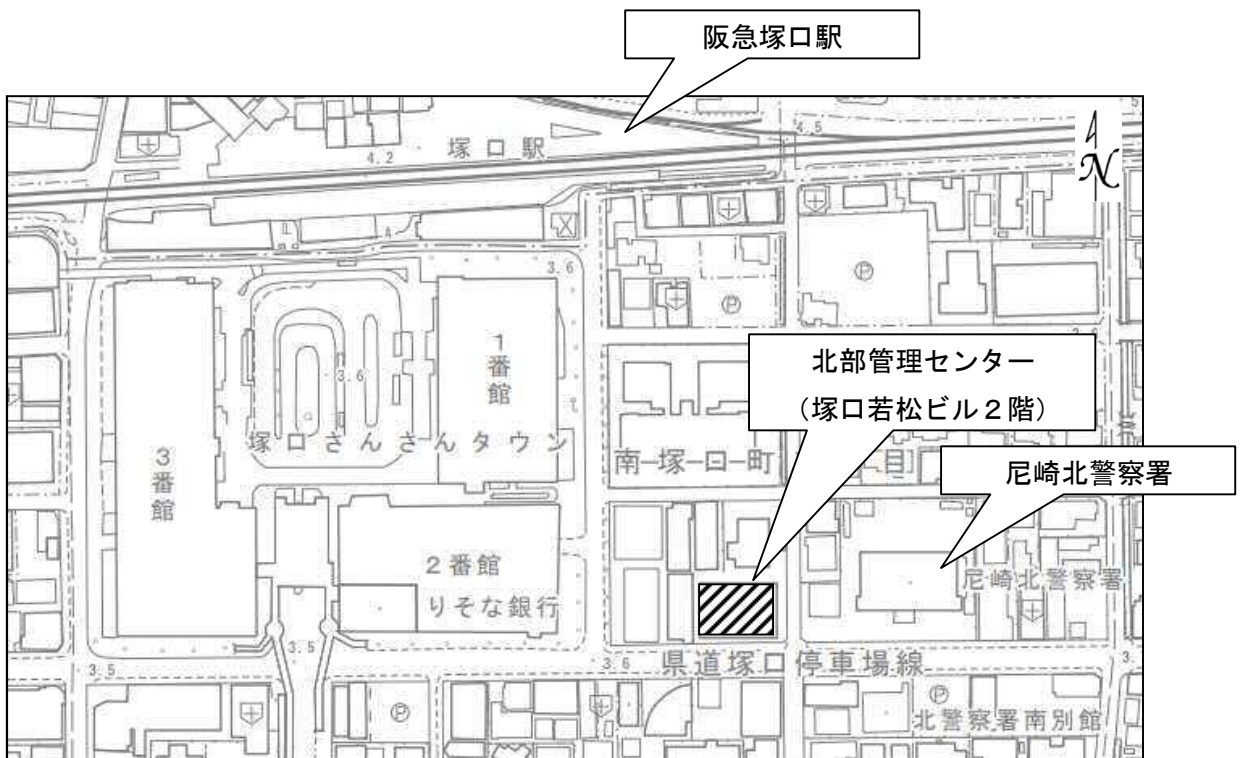 阪急塚口駅
4.5
4.2
塚口駅
N
3.6
P
P
1番館
3.6
北部管理センター
(塚口若松ビル2階)
塚口さんさんタウン
3番館
南塚口町
目
尼崎北警察署
2番館
りそな銀行
尼崎北警察署
3.5
3.5
3.6
県道塚口停車場線
3.
P
P
北警察署南別館